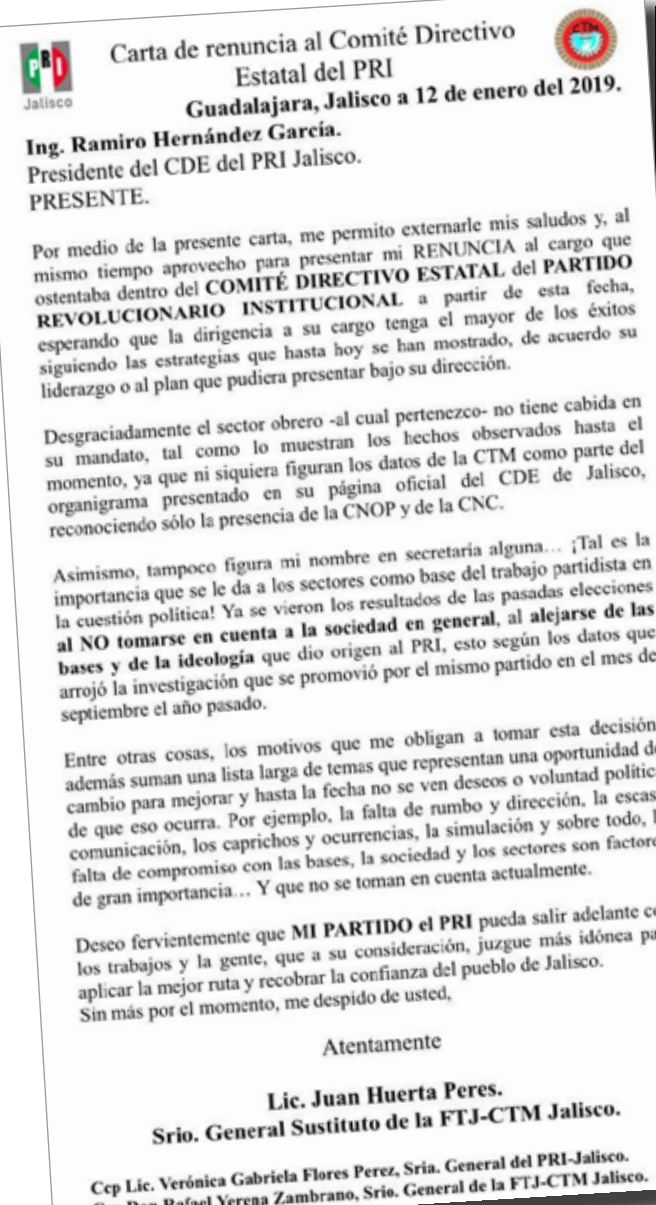 PRI
Jalisco
Carta de renuncia al Comité Directivo
Estatal del PRI
CTM
Guadalajara, Jalisco a 12 de enero del 2019.
Ing. Ramiro Hernández García.
Presidente del CDE del PRI Jalisco.
PRESENTE.
Por medio de la presente carta, me permito externarle mis saludos y, al
mismo tiempo aprovecho para presentar mi RENUNCIA al cargo que
ostentaba dentro del COMITÉ DIRECTIVO ESTATAL del PARTIDO
REVOLUCIONARIO INSTITUCIONAL a partir de esta fecha,
esperando que la dirigencia a su cargo tenga el mayor de los éxitos
siguiendo las estrategias que hasta hoy se han mostrado, de acuerdo su
liderazgo o al plan que pudiera presentar bajo su dirección.
Desgraciadamente el sector obrero -al cual pertenezco- no tiene cabida en
su mandato, tal como lo muestran los hechos observados hasta el
momento, ya que ni siquiera figuran los datos de la CTM como parte del
organigrama presentado en su página oficial del CDE de Jalisco,
reconociendo sólo la presencia de la CNOP y de la CNC.
Asimismo, tampoco figura mi nombre en secretaría alguna... ¡Tal es la
importancia que se le da a los sectores como base del trabajo partidista en
la cuestión política! Ya se vieron los resultados de las pasadas elecciones
al NO tomarse en cuenta a la sociedad en general, al alejarse de las
bases y de la ideología que dio origen al PRI, esto según los datos que
arrojó la investigación que se promovió por el mismo partido en el mes de
septiembre el año pasado.
Entre otras cosas, los motivos que me obligan a tomar esta decisión
además suman una lista larga de temas que representan una oportunidad de
cambio para mejorar y hasta la fecha no se ven deseos o voluntad polític
de que eso ocurra. Por ejemplo, la falta de rumbo y dirección, la escas
comunicación, los caprichos y ocurrencias, la simulación y sobre todo, l
falta de compromiso con las bases, la sociedad y los sectores son factore
de gran importancia... Y que no se toman en cuenta actualmente.
Deseo fervientemente que MI PARTIDO el PRI pueda salir adelante co
los trabajos y la gente, que a su consideración, juzgue más idónea pa
aplicar la mejor ruta y recobrar la confianza del pueblo de Jalisco.
Sin más por el momento, me despido de usted,
Atentamente
Lic. Juan Huerta Peres.
Srio. General Sustituto de la FTJ-CTM Jalisco.
Ccp Lic. Verónica Gabriela Flores Perez, Sria. General del PRI-Jalisco.
Rafael Yerena Zambrano, Srio. General de la FTJ-CTM Jalisco.